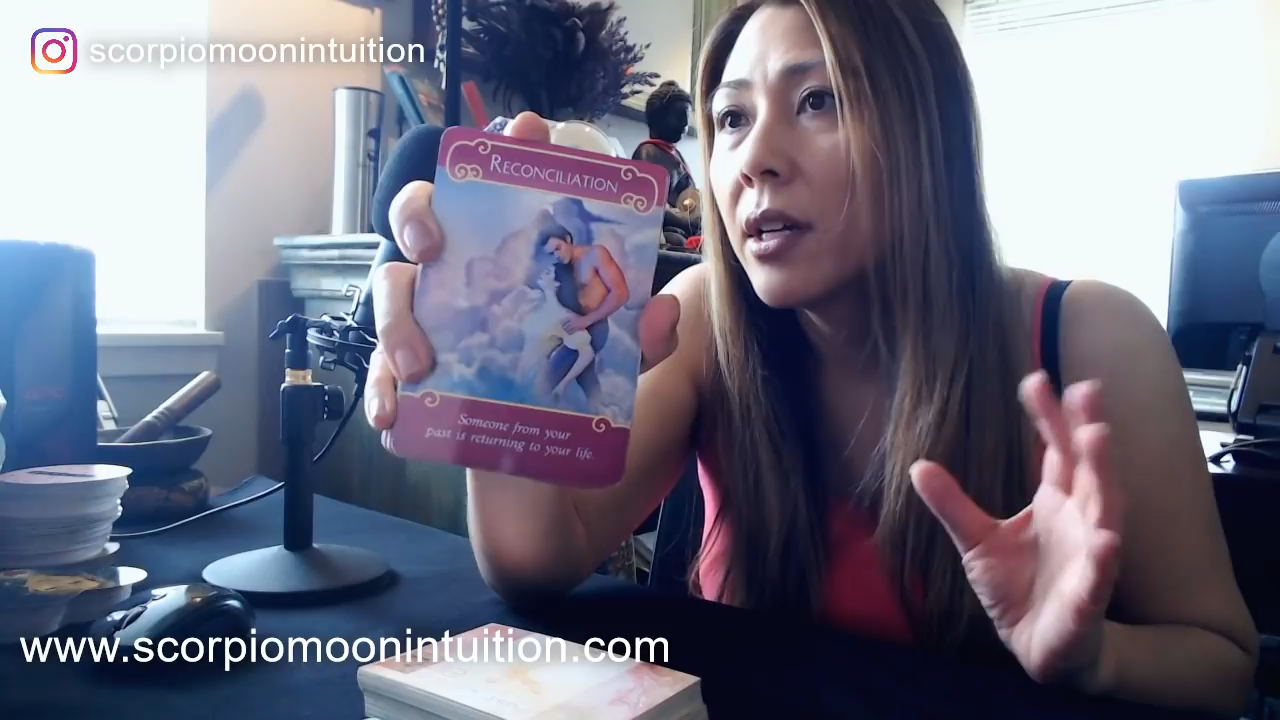 scorpiomoonintuition
RECONCILIATION
Someone from your
past is returning to your life.
www.scorpiomoonintuition.com